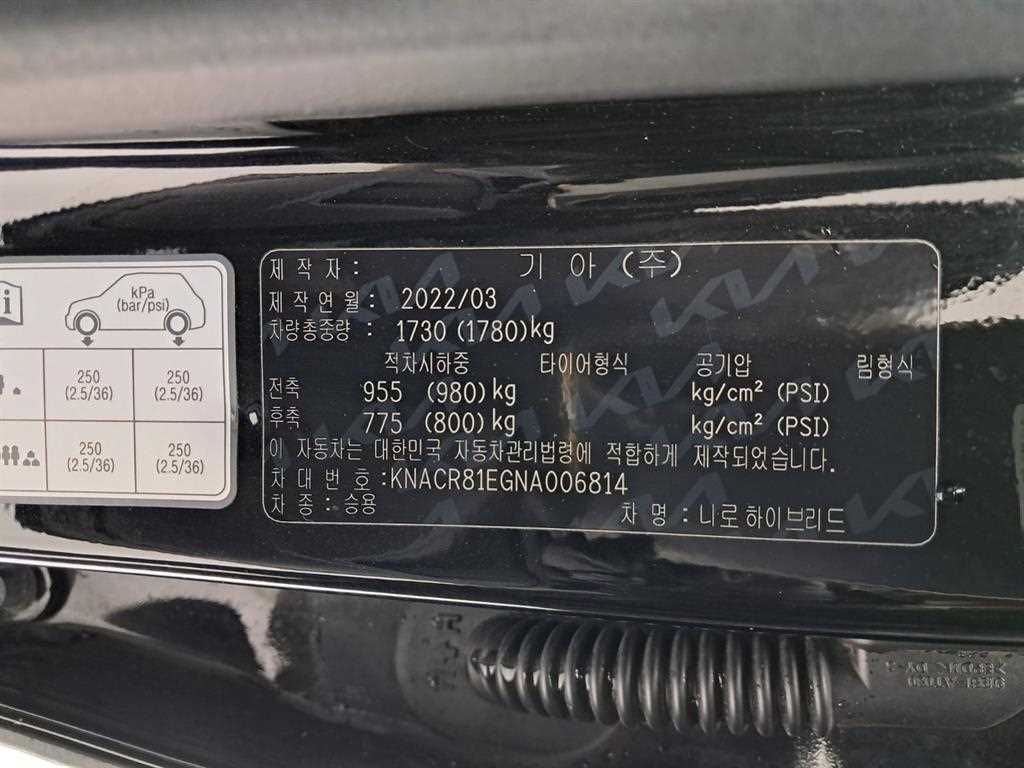 제작자 : 기아(주)
제작연월 : 2022/03
차량총중량 : 1730 (1780)kg
적차시하중 타이어형식 공기압 림형식
전축 955 (980)kg kg/cm² (PSI)
후축 775 (800)kg kg/cm² (PSI)
이 자동차는 대한민국 자동차관리법령에 적합하게 제작되었습니다.
차대번호 :KNACR81EGNA006814
차종 : 승용 차명 : 니로하이브리드
i
kPa
(bar/psi)
250 250
(2.5/36) (2.5/36)
250 250
(2.5/36) (2.5/36)